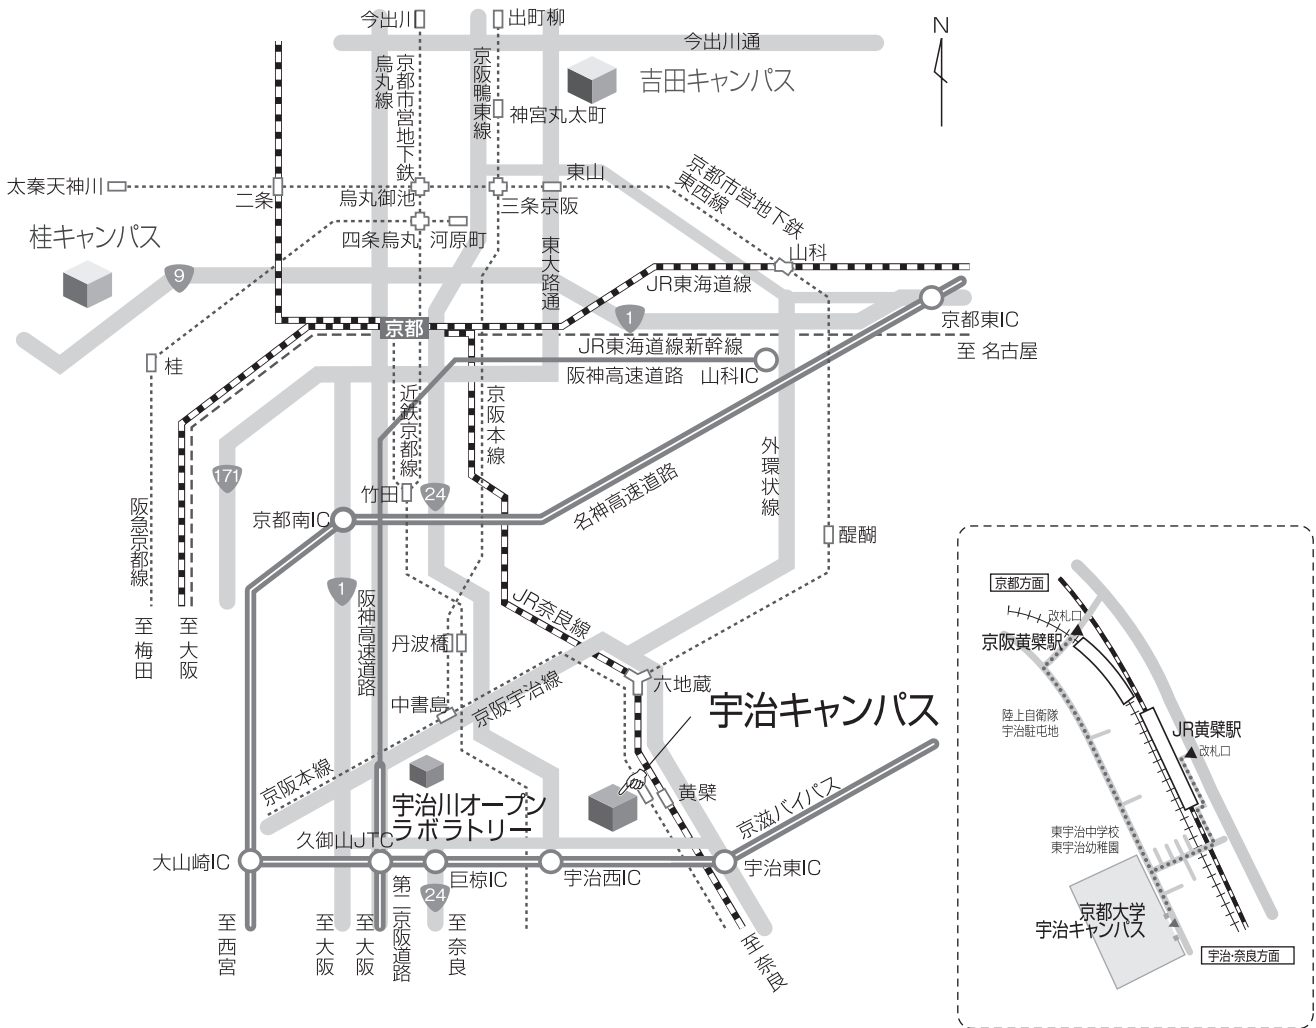 今出川
出町柳
N
今出川通
京都市営地下鉄
烏丸線
京阪鴨東線
吉田キャンパス
神宮丸太町
太秦天神川
二条
烏丸御池
三条京阪
東山
京都市営地下鉄
東西線
桂キャンパス
四条烏丸
河原町
東大路通
山科
9
JR東海道線
1
京都東IC
京都
JR東海道線新幹線
至 名古屋
桂
阪神高速道路
山科IC
近鉄京都線
京阪本線
171
竹田
24
外環状線
名神高速道路
京都南IC
阪急京都線
醍醐
1
阪神高速道路
JR奈良線
至梅田
至大阪
丹波橋
六地蔵
中書島
京阪宇治線
宇治キャンパス
京阪本線
宇治川オープン
ラボラトリー
黄檗
京滋バイパス
久御山JTC
大山崎IC
巨椋IC
宇治西IC
宇治東IC
24
至西宮
至大阪
至大阪
第二京阪道路
至奈良
至奈良
京都方面
改札口
京阪黄檗駅
陸上自衛隊
宇治駐屯地
JR黄檗駅
改札口
東宇治中学校
東宇治幼稚園
京都大学
宇治キャンパス
宇治・奈良方面